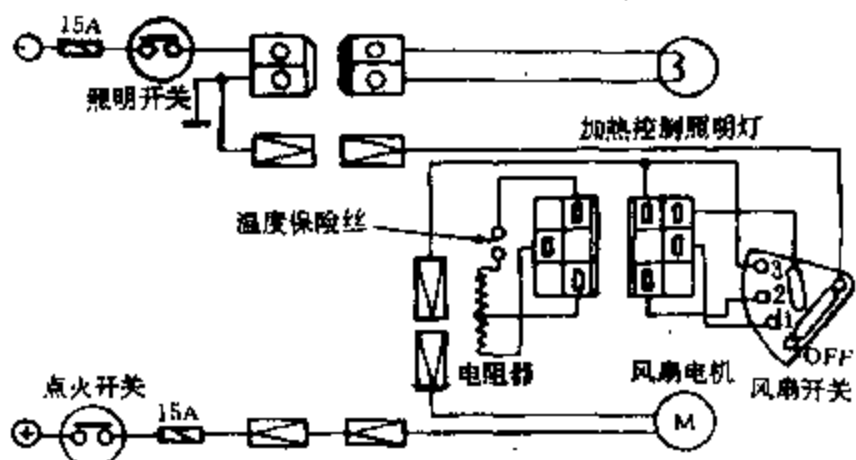 15A
照明开关
加热控制照明灯
温度保险丝
3
2
1
OFF
电阻器
风扇电机
风扇开关
点火开关
15A
M